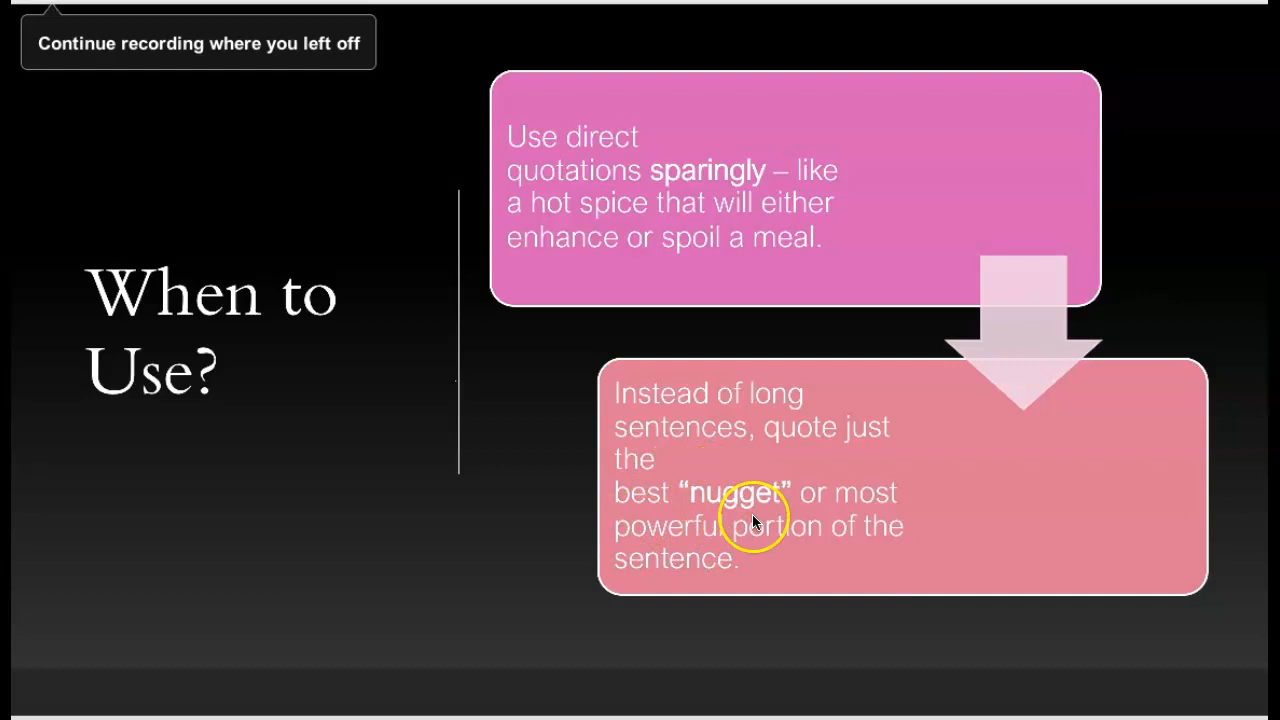 Continue recording where you left off
When to
Use?
Use direct
quotations sparingly – like
a hot spice that will either
enhance or spoil a meal.
Instead of long
sentences, quote just
the
best “nugget” or most
powerful portion of the
sentence.